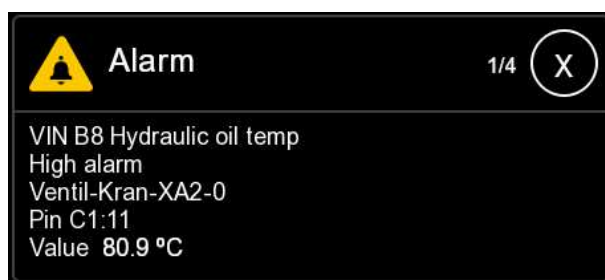 Alarm
1/4
X
VIN B8 Hydraulic oil temp
High alarm
Ventil-Kran-XA2-0
Pin C1:11
Value 80.9 ºC